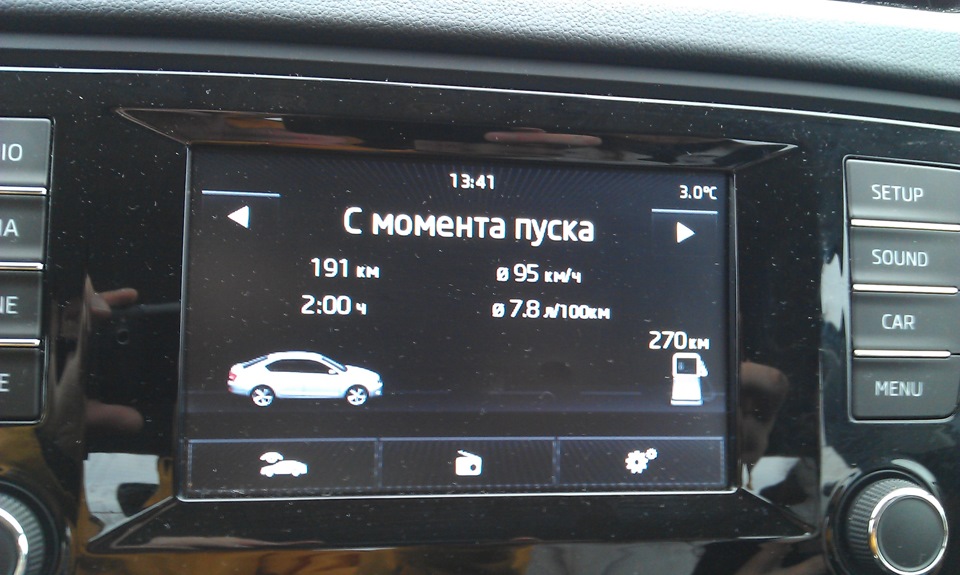 13:41
3.0°C
С момента пуска
191 км
ø 95 км/ч
2:00 ч
ø 7.8 л/100км
270км
SETUP
SOUND
CAR
MENU